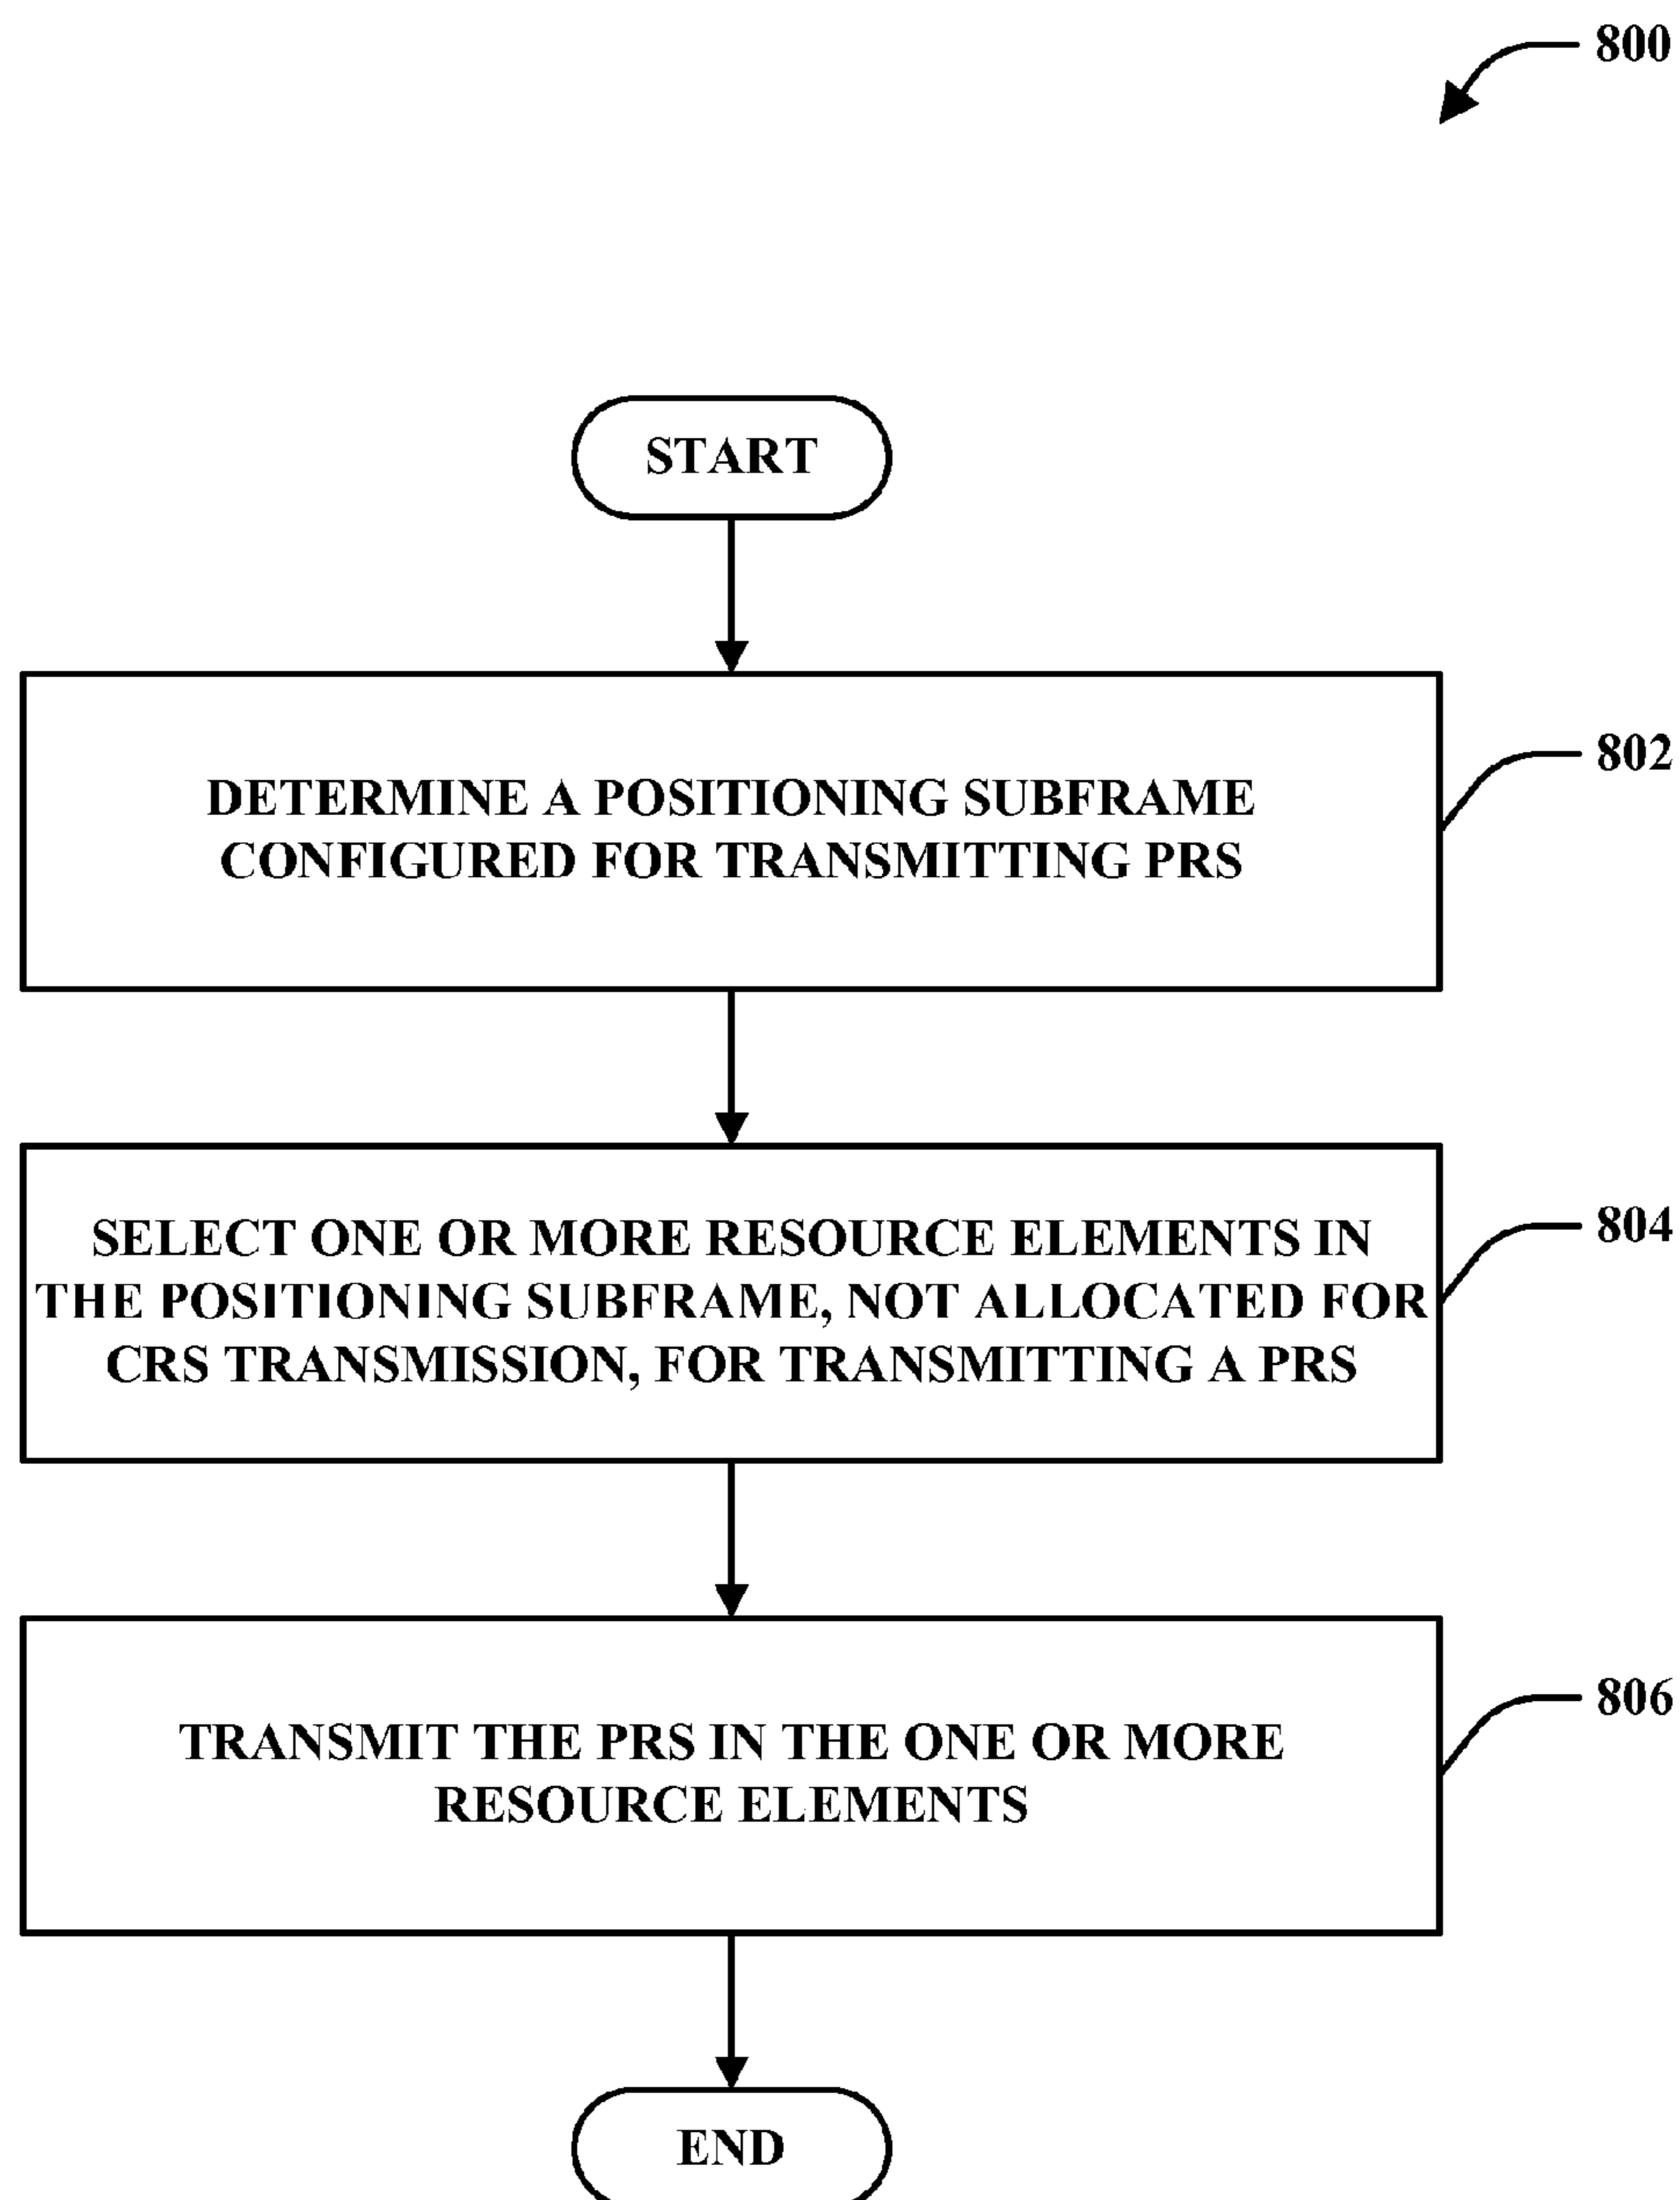 800
START
DETERMINE A POSITIONING SUBFRAME
CONFIGURED FOR TRANSMITTING PRS
802
SELECT ONE OR MORE RESOURCE ELEMENTS IN
THE POSITIONING SUBFRAME, NOT ALLOCATED FOR
CRS TRANSMISSION, FOR TRANSMITTING A PRS
804
TRANSMIT THE PRS IN THE ONE OR MORE
RESOURCE ELEMENTS
806
END